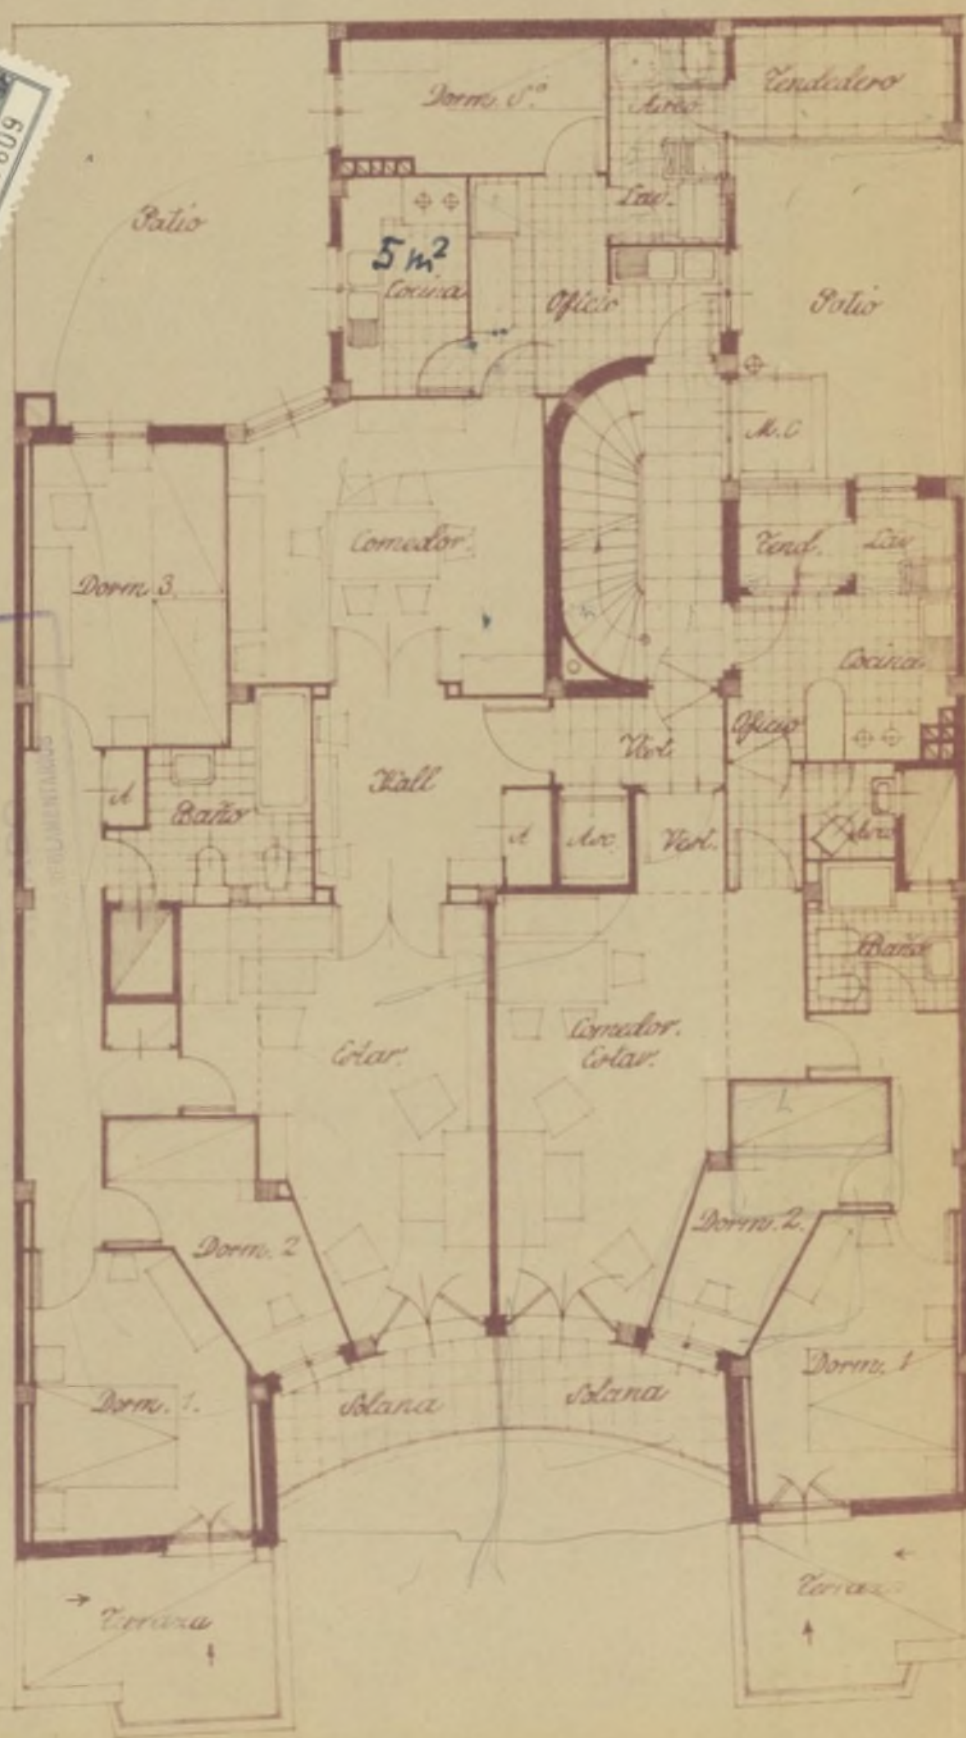 609
Dorm. S.º
Aseo
Tendedero
Patio
Lav.
5 m²
Cocina
Oficio
Patio
M.C
Comedor.
Tend.
Lav
Dorm 3.
Cocina
Oficio
Vest.
Hall
A
Baño
A
Asc
Vest.
Aseo
Baño
Comedor.
Estar.
Estar.
Dorm. 2
Dorm. 2.
Dorm. 1.
Solana
Solana
Dorm. 1
Terraza
Terraza